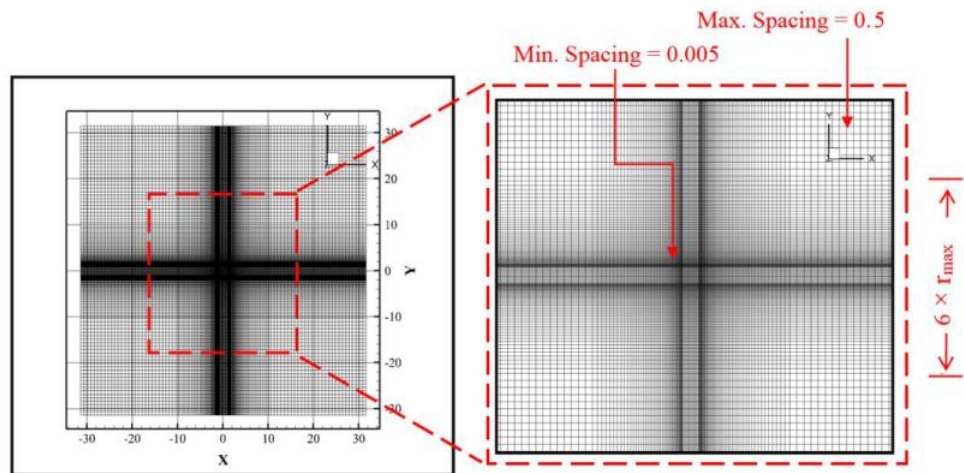 Max. Spacing = 0.5
Min. Spacing = 0.005
Y
X
30
20
10
0
-10
-20
-30
Y
-30 -20 -10 0 10 20 30
X
Y
X
6 × rmax